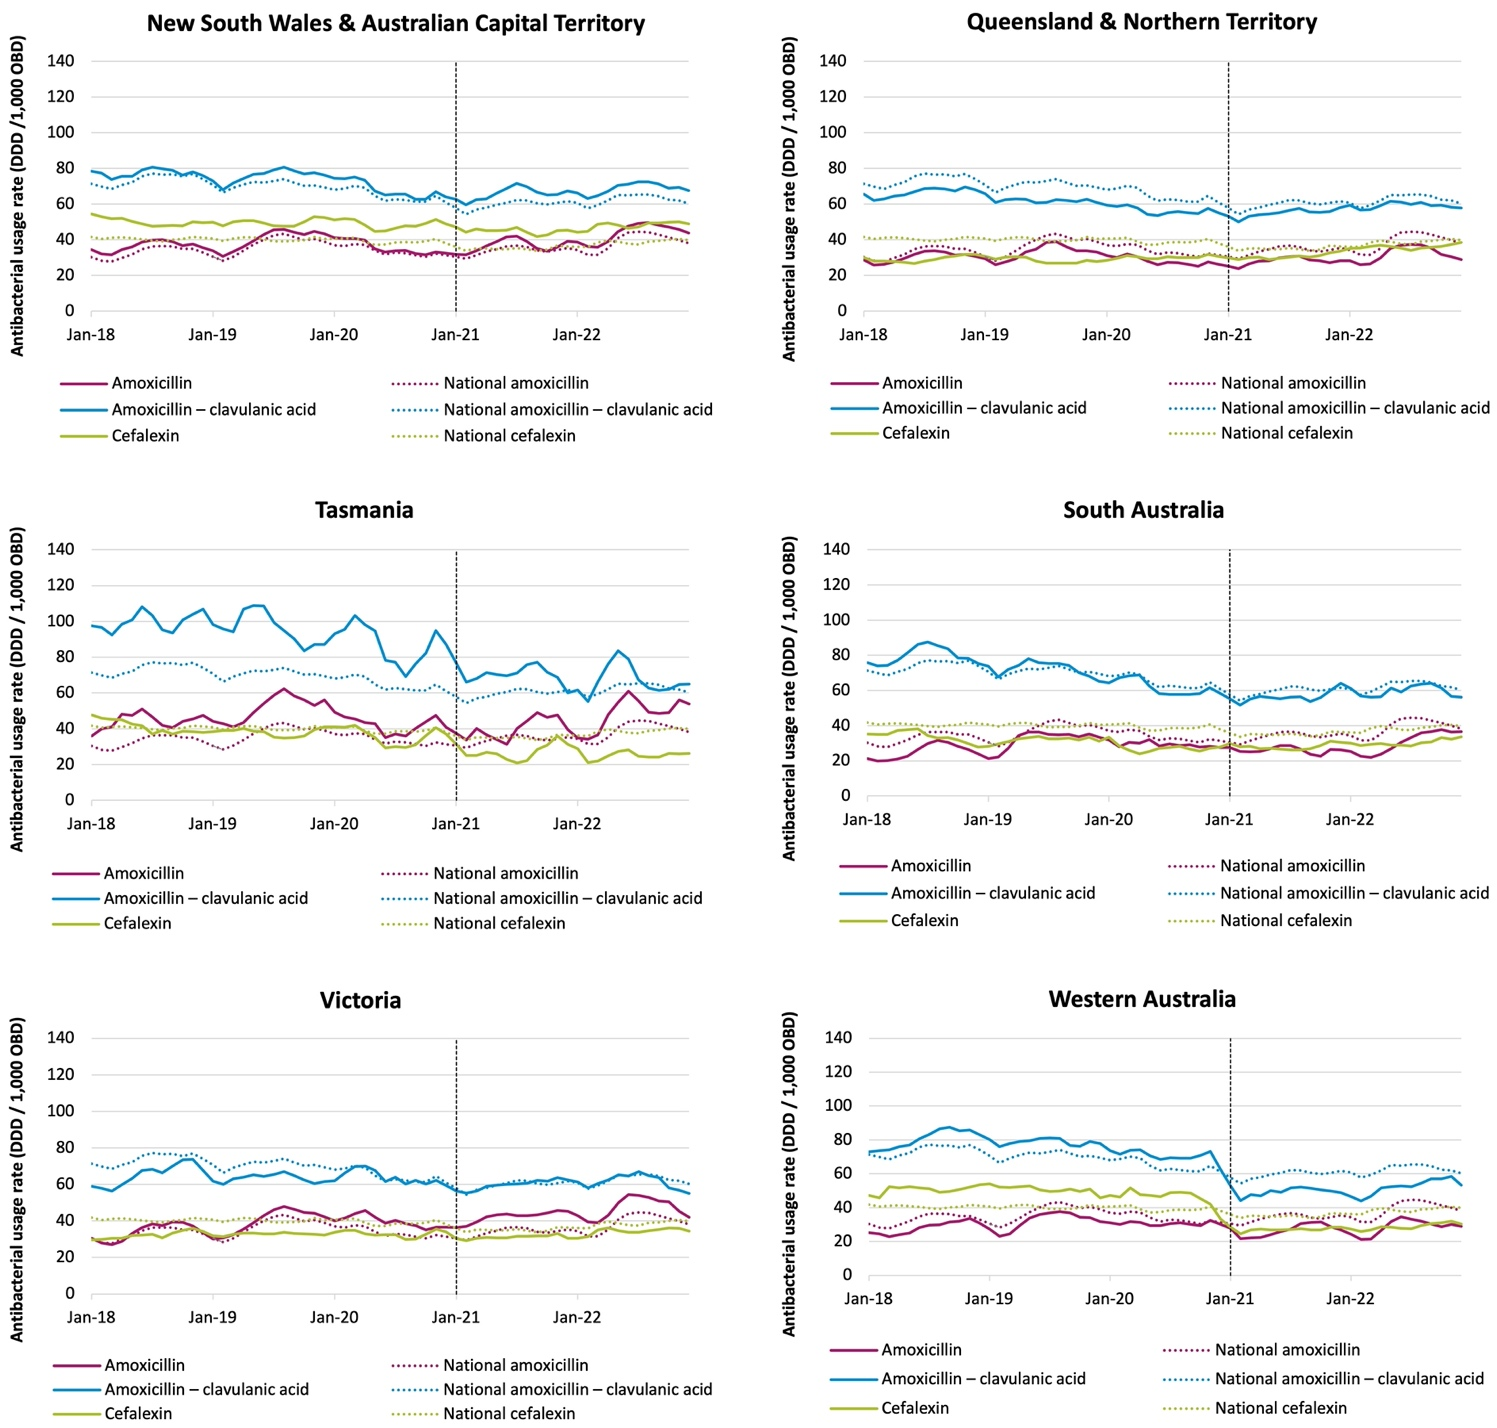 New South Wales & Australian Capital Territory
Antibacterial usage rate (DDD /1,000 OBD)
140
120
100
80
60
40
20
0
Jan-18 Jan-19 Jan-20 Jan-21 Jan-22
Amoxicillin National amoxicillin
Amoxicillin – clavulanic acid National amoxicillin – clavulanic acid
Cefalexin National cefalexin
Queensland & Northern Territory
Antibacterial usage rate (DDD / 1,000 OBD)
140
120
100
80
60
40
20
0
Jan-18 Jan-19 Jan-20 Jan-21 Jan-22
Amoxicillin National amoxicillin
Amoxicillin – clavulanic acid National amoxicillin – clavulanic acid
Cefalexin National cefalexin
Tasmania
Antibacterial usage rate (DDD / 1,000 OBD)
140
120
100
80
60
40
20
0
Jan-18 Jan-19 Jan-20 Jan-21 Jan-22
Amoxicillin National amoxicillin
Amoxicillin – clavulanic acid National amoxicillin – clavulanic acid
Cefalexin National cefalexin
South Australia
Antibacterial usage rate (DDD / 1,000 OBD)
140
120
100
80
60
40
20
0
Jan-18 Jan-19 Jan-20 Jan-21 Jan-22
Amoxicillin National amoxicillin
Amoxicillin – clavulanic acid National amoxicillin – clavulanic acid
Cefalexin National cefalexin
Victoria
Antibacterial usage rate (DDD / 1,000 OBD)
140
120
100
80
60
40
20
0
Jan-18 Jan-19 Jan-20 Jan-21 Jan-22
Amoxicillin National amoxicillin
Amoxicillin – clavulanic acid National amoxicillin – clavulanic acid
Cefalexin National cefalexin
Western Australia
Antibacterial usage rate (DDD / 1,000 OBD)
140
120
100
80
60
40
20
0
Jan-18 Jan-19 Jan-20 Jan-21 Jan-22
Amoxicillin National amoxicillin
Amoxicillin – clavulanic acid National amoxicillin – clavulanic acid
Cefalexin National cefalexin